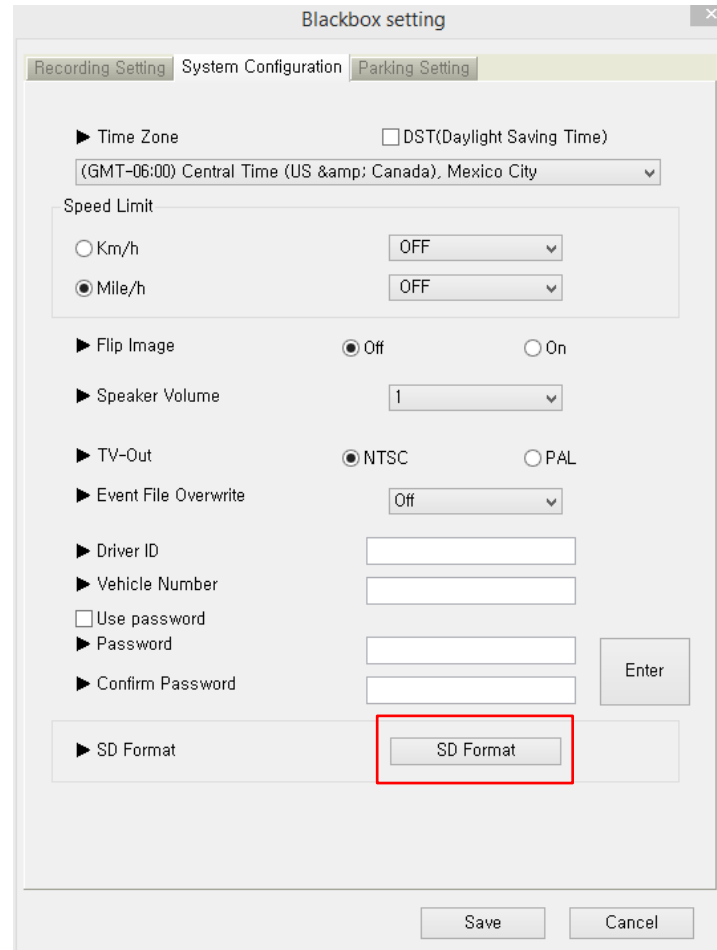 Blackbox setting
Recording Setting System Configuration Parking Setting
▶ Time Zone DST(Daylight Saving Time)
(GMT-06:00) Central Time (US &amp; Canada), Mexico City
Speed Limit
Km/h OFF
Mile/h OFF
▶ Flip Image Off On
▶ Speaker Volume 1
▶ TV-Out NTSC PAL
▶ Event File Overwrite Off
▶ Driver ID
▶ Vehicle Number
Use password
▶ Password
Enter
▶ Confirm Password
▶ SD Format SD Format
Save Cancel